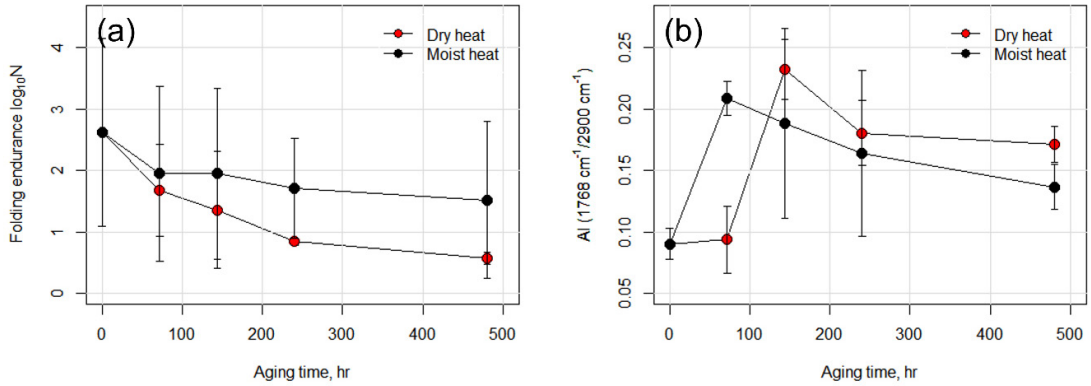 (a)
Dry heat
Moist heat
Folding endurance log₁₀N
4
3
2
1
0
0 100 200 300 400 500
Aging time, hr
(b)
Dry heat
Moist heat
AI (1768 cm⁻¹/2900 cm⁻¹)
0.25
0.20
0.15
0.10
0.05
0 100 200 300 400 500
Aging time, hr